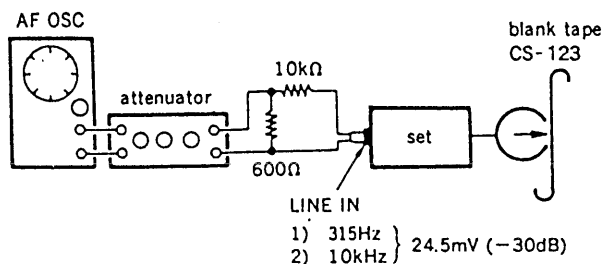 AF OSC
blank tape
CS-123
attenuator
10kΩ
600Ω
set
LINE IN
1) 315Hz
2) 10kHz
24.5mV (-30dB)